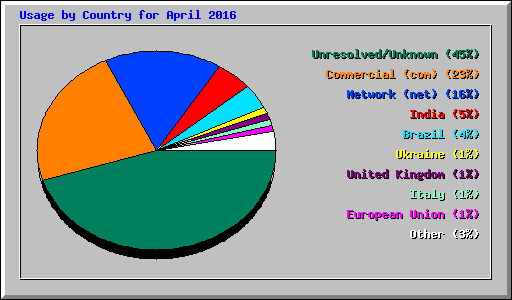 Usage by Country for April 2016
Unresolved/Unknown (45%)
Commercial (com) (23%)
Network (net) (16%)
India (5%)
Brazil (4%)
Ukraine (1%)
United Kingdom (1%)
Italy (1%)
European Union (1%)
Other (3%)